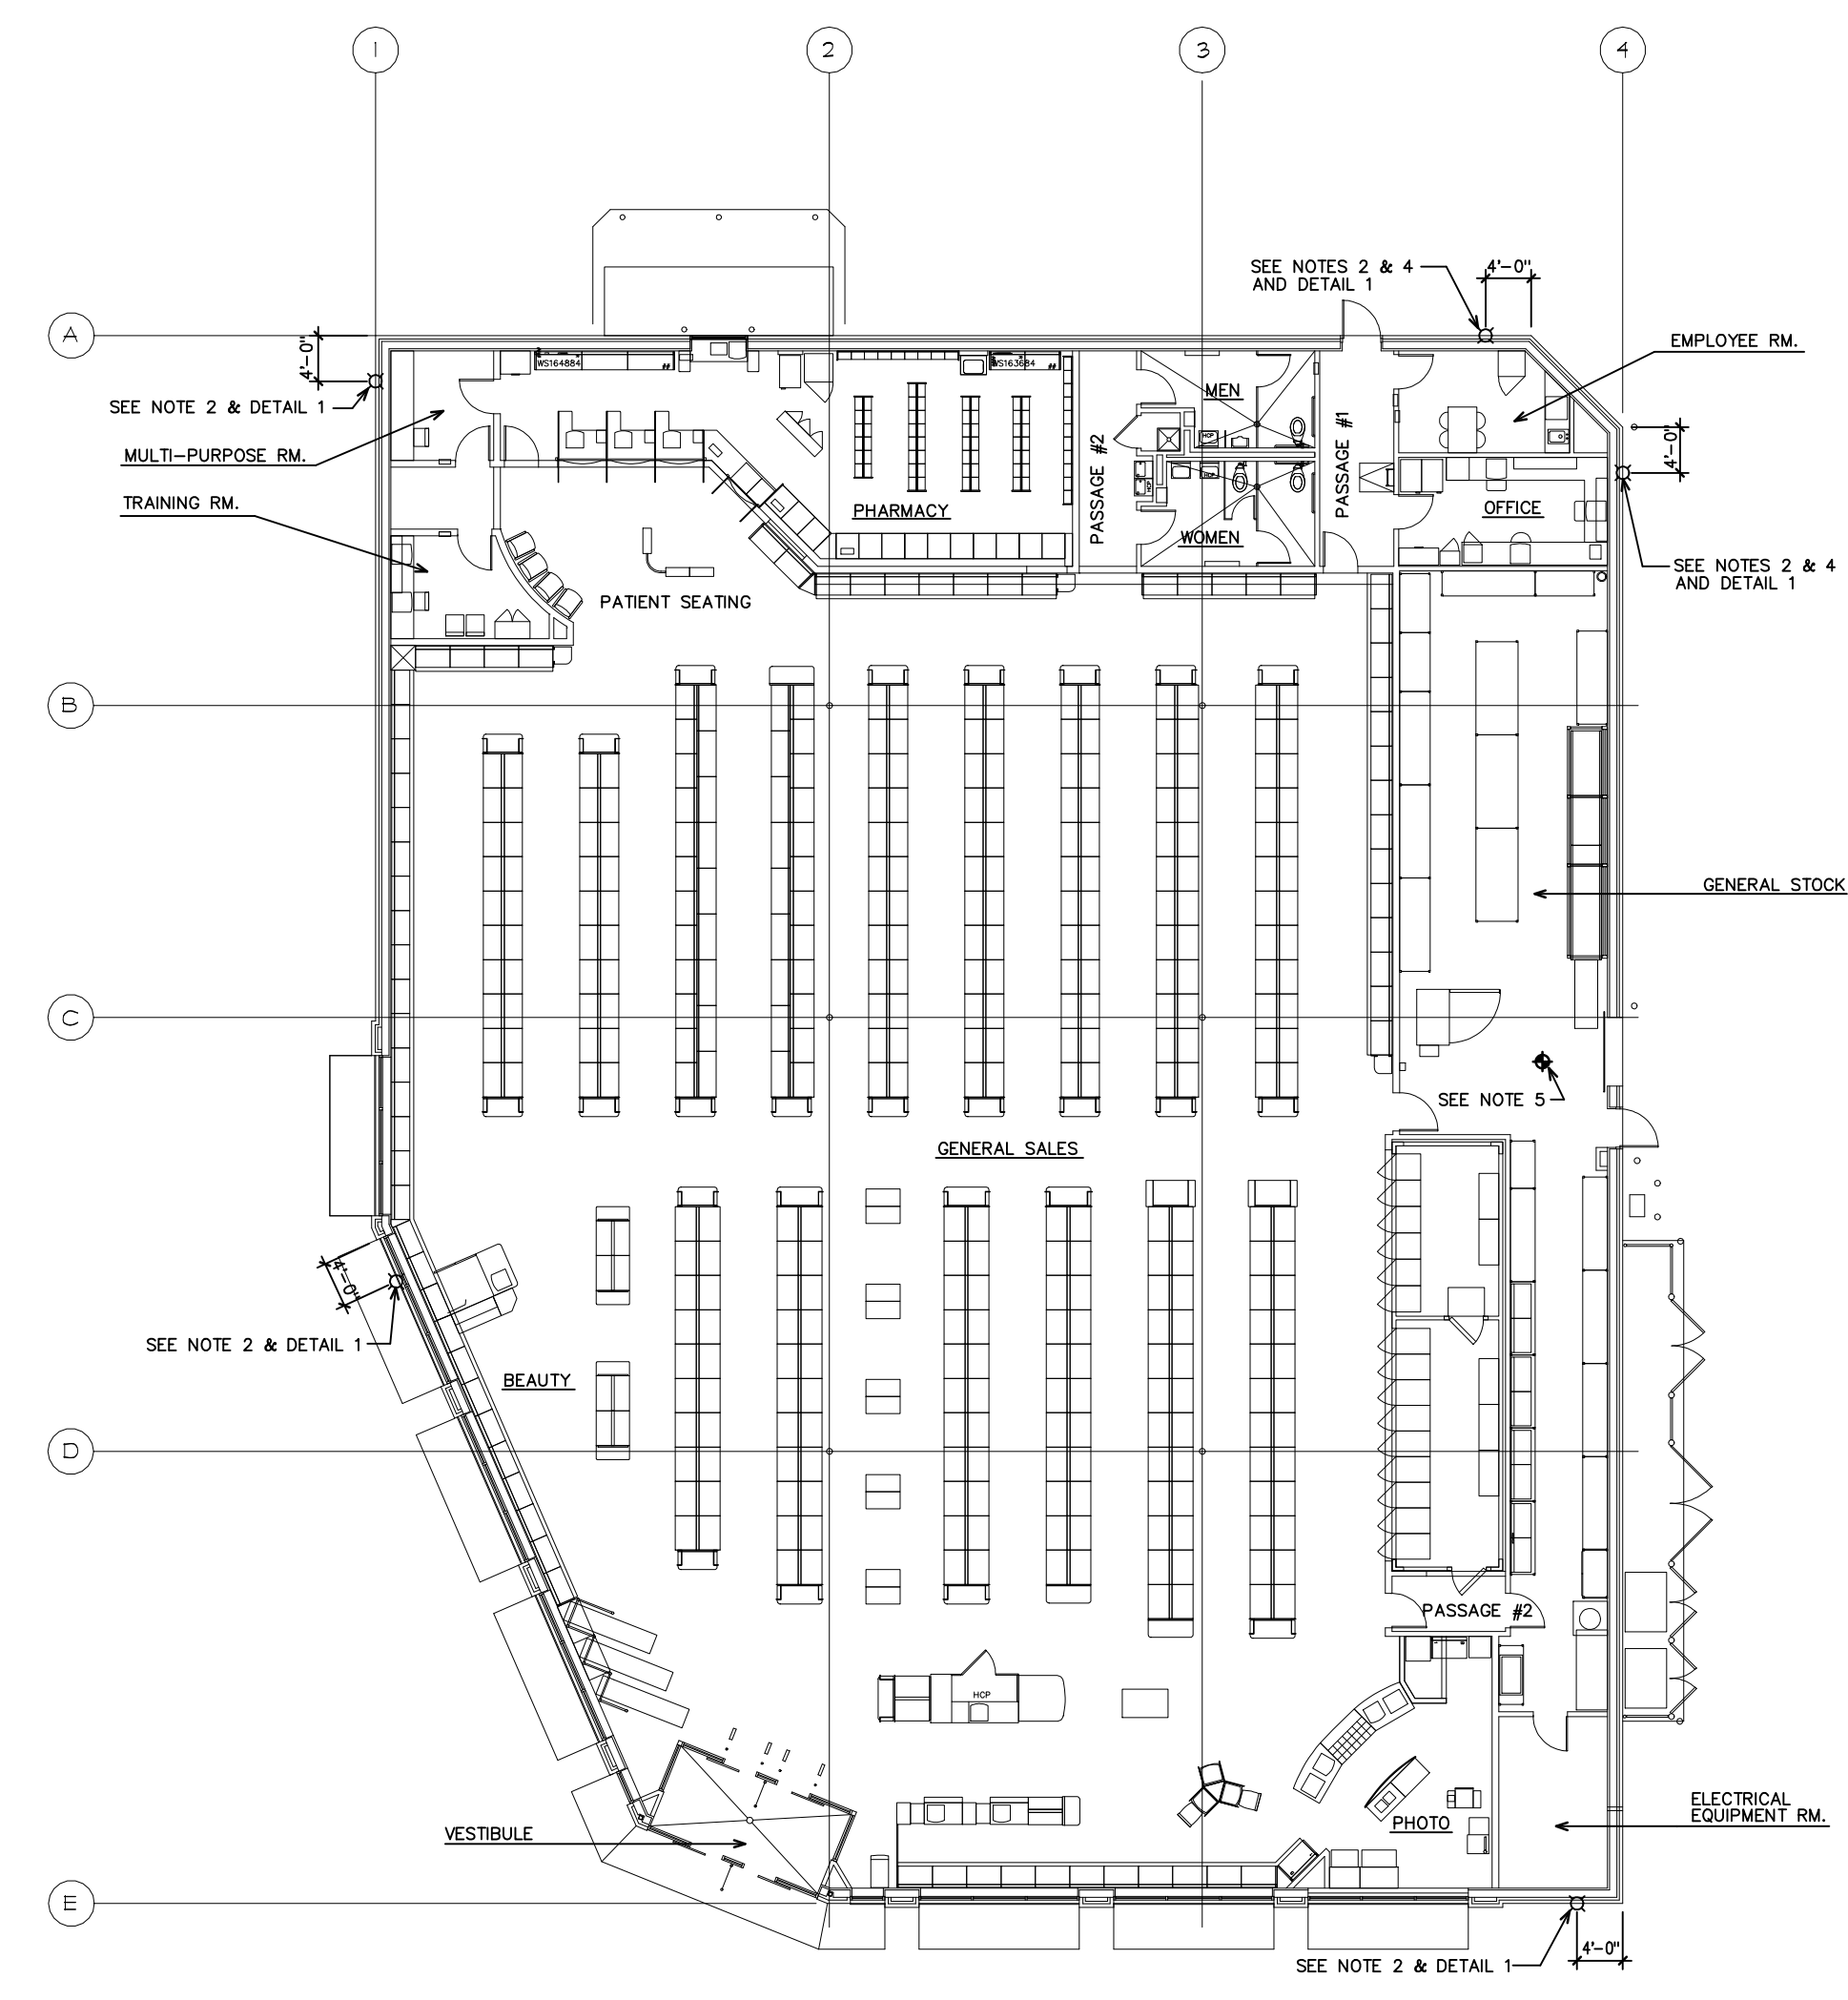 1
2
3
4
SEE NOTES 2 & 4
AND DETAIL 1
4'-0"
A
4'-0"
EMPLOYEE RM.
WS164884
##
WS163684
##
MEN
SEE NOTE 2 & DETAIL 1
PASSAGE #1
4'-0"
HCP
MULTI-PURPOSE RM.
PASSAGE #2
HCP
HCP
TRAINING RM.
PHARMACY
OFFICE
WOMEN
SEE NOTES 2 & 4
AND DETAIL 1
PATIENT SEATING
B
GENERAL STOCK
C
SEE NOTE 5
GENERAL SALES
4'-0"
SEE NOTE 2 & DETAIL 1
BEAUTY
D
PASSAGE #2
HCP
ELECTRICAL
EQUIPMENT RM.
PHOTO
VESTIBULE
E
4'-0"
SEE NOTE 2 & DETAIL 1